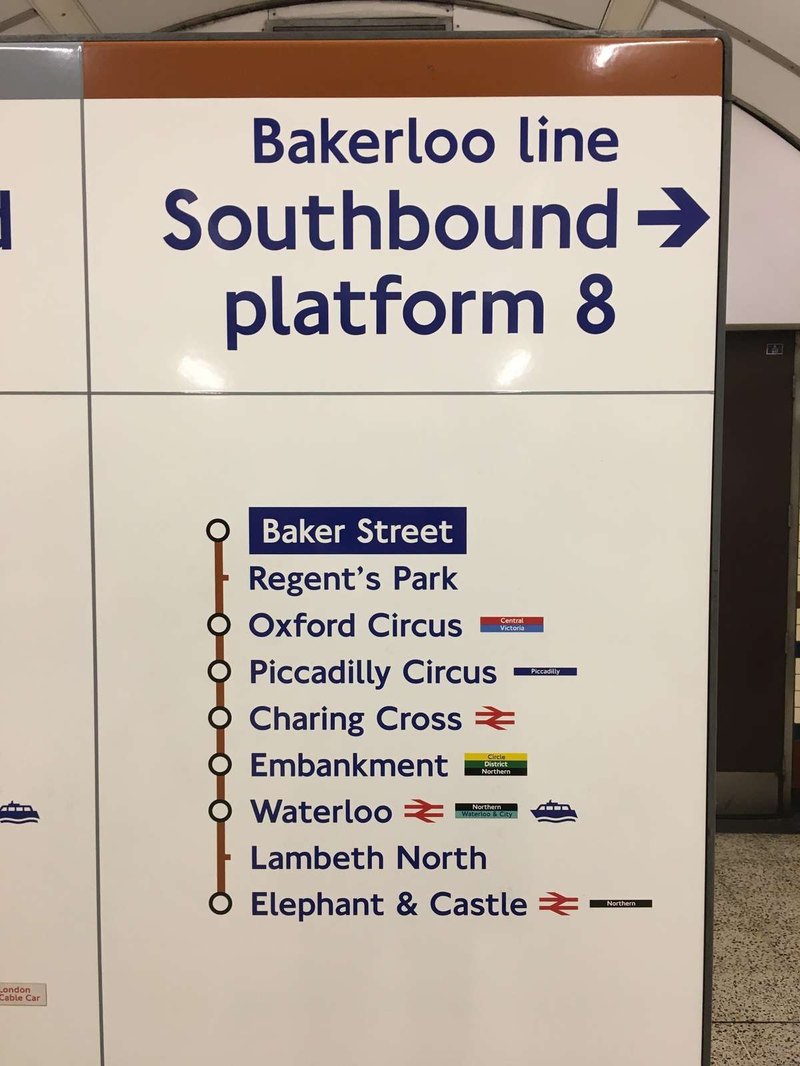 Bakerloo line
Southbound →
platform 8
Baker Street
Regent's Park
Oxford Circus Central
Victoria
Piccadilly Circus Piccadilly
Charing Cross
Embankment Circle
District
Northern
Waterloo Northern
Waterloo & City
Lambeth North
Elephant & Castle Northern
London
Cable Car